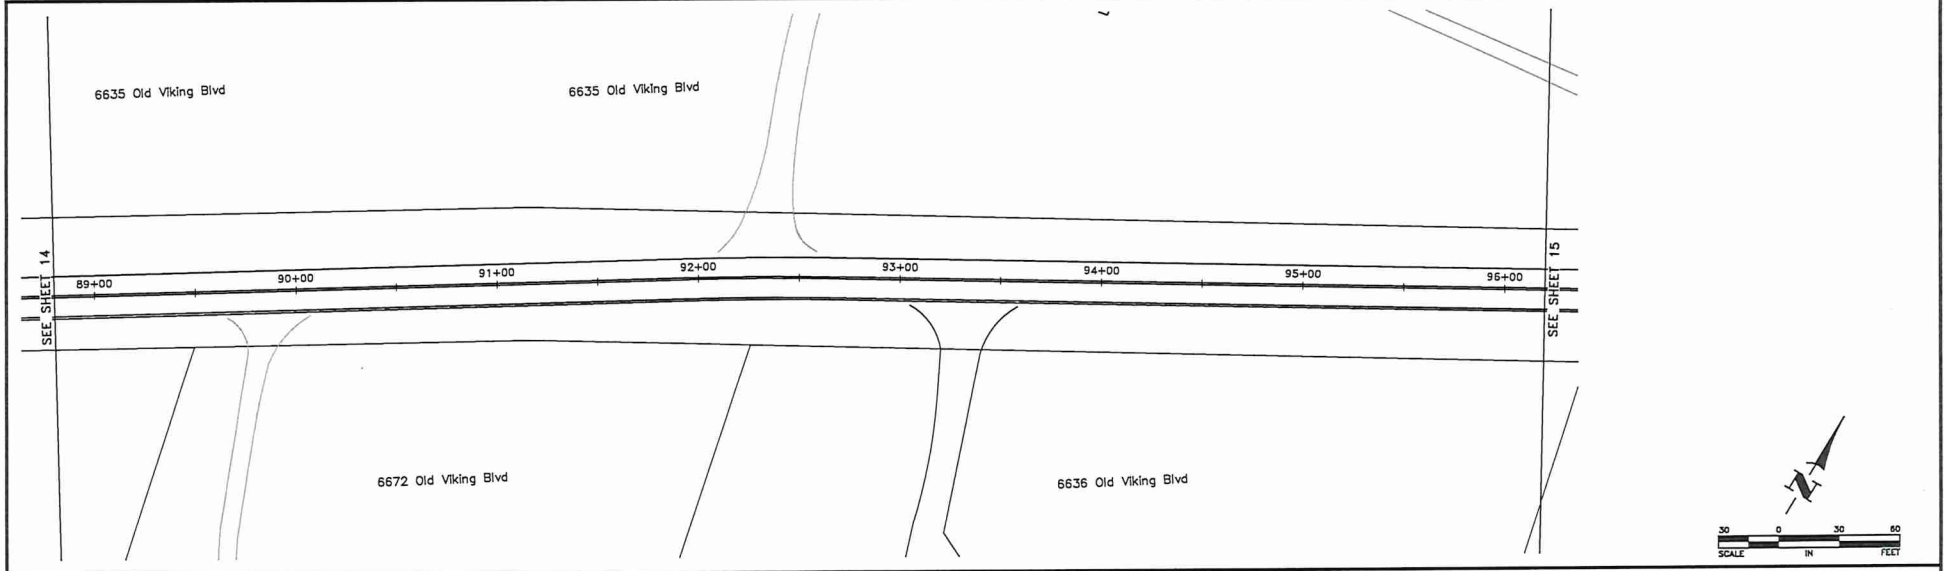 6635 Old Viking Blvd
6635 Old Viking Blvd
SEE SHEET 14
89+00
90+00
91+00
92+00
93+00
94+00
95+00
96+00
SEE SHEET 15
6672 Old Viking Blvd
6636 Old Viking Blvd
N
30 0 30 60
SCALE IN FEET